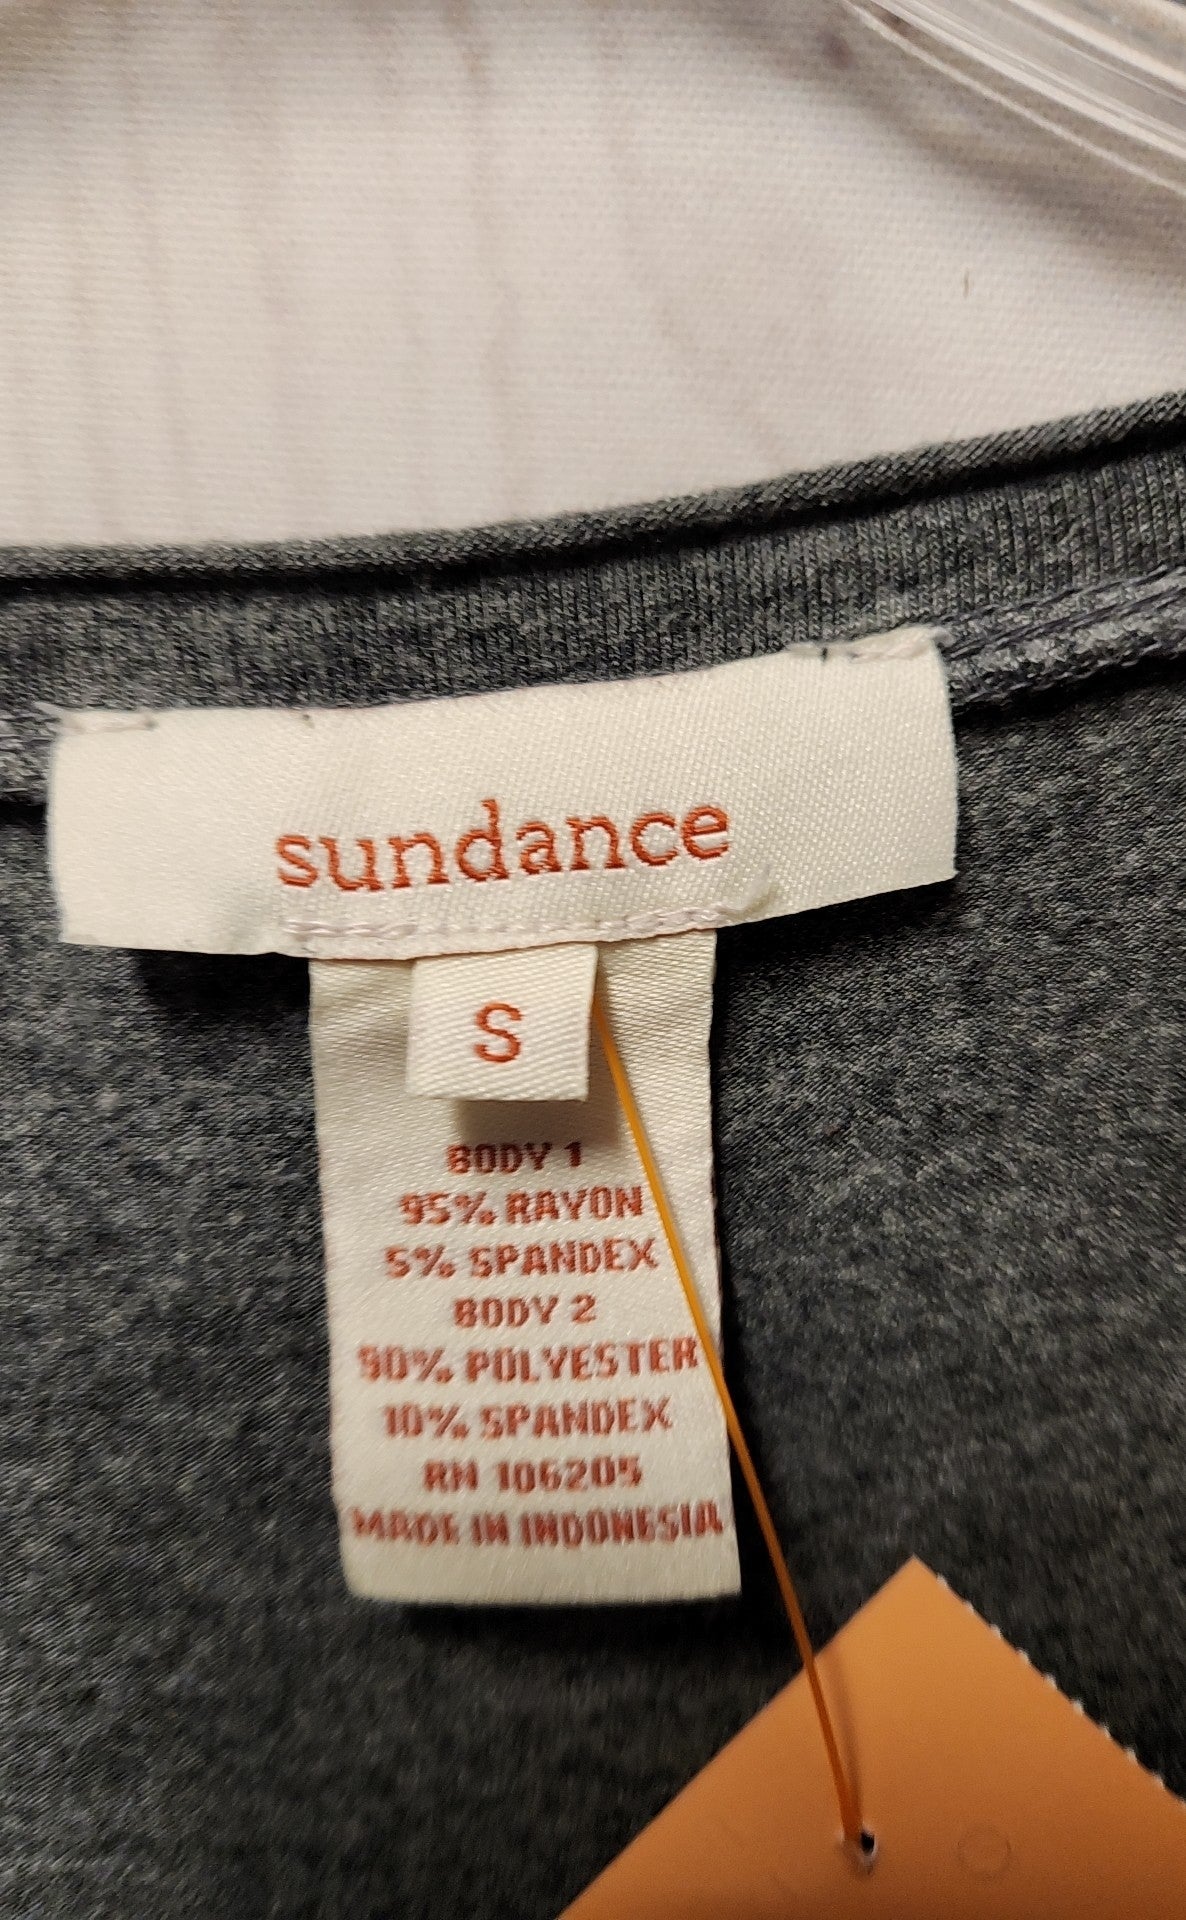 sundance
S
BODY 1
95% RAYON
5% SPANDEX
BODY 2
90% POLYESTER
10% SPANDEX
RN 106205
MADE IN INDONESIA